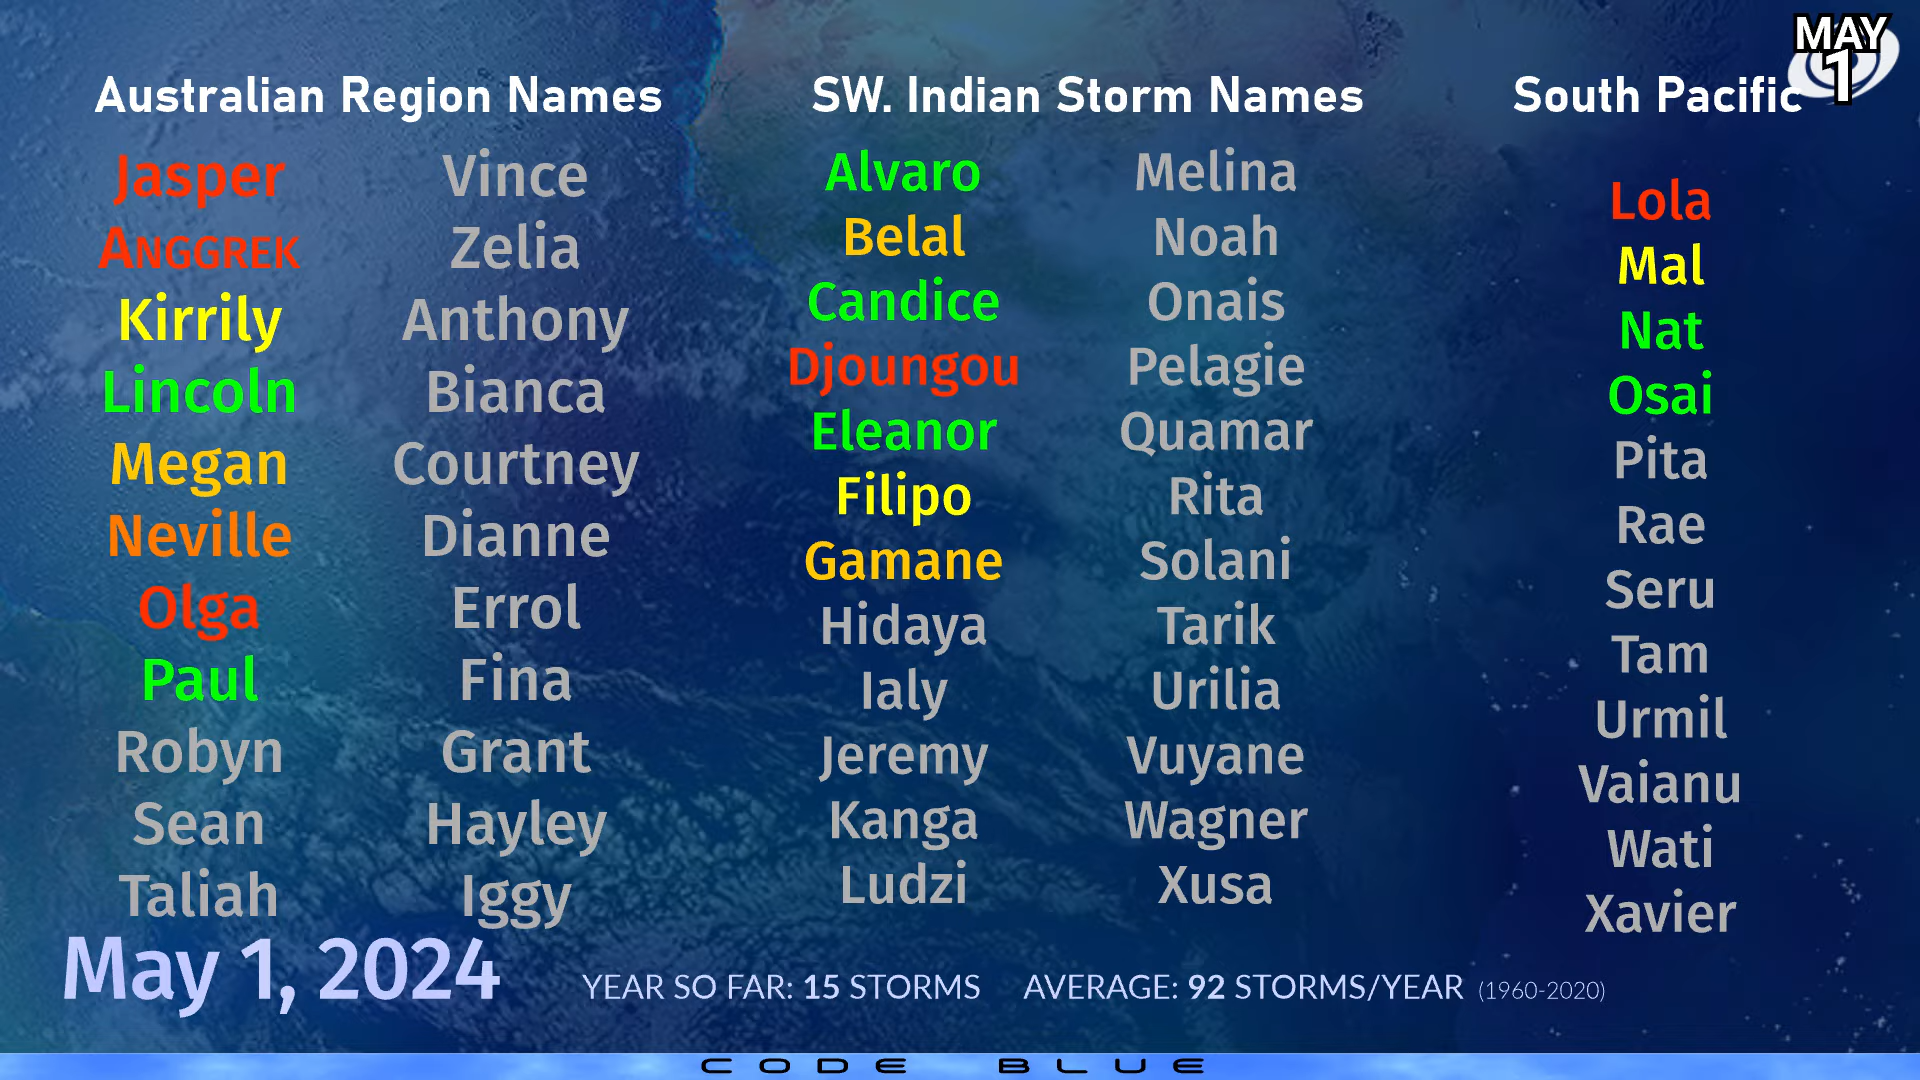 MAY
1
Australian Region Names
Jasper
ANGGREK
Kirrily
Lincoln
Megan
Neville
Olga
Paul
Robyn
Sean
Taliah
Vince
Zelia
Anthony
Bianca
Courtney
Dianne
Errol
Fina
Grant
Hayley
Iggy
SW. Indian Storm Names
Alvaro
Belal
Candice
Djoungou
Eleanor
Filipo
Gamane
Hidaya
Ialy
Jeremy
Kanga
Ludzi
Melina
Noah
Onais
Pelagie
Quamar
Rita
Solani
Tarik
Urilia
Vuyane
Wagner
Xusa
South Pacific
Lola
Mal
Nat
Osai
Pita
Rae
Seru
Tam
Urmil
Vaianu
Wati
Xavier
May 1, 2024
YEAR SO FAR: 15 STORMS
AVERAGE: 92 STORMS/YEAR (1960-2020)
CODE BLUE